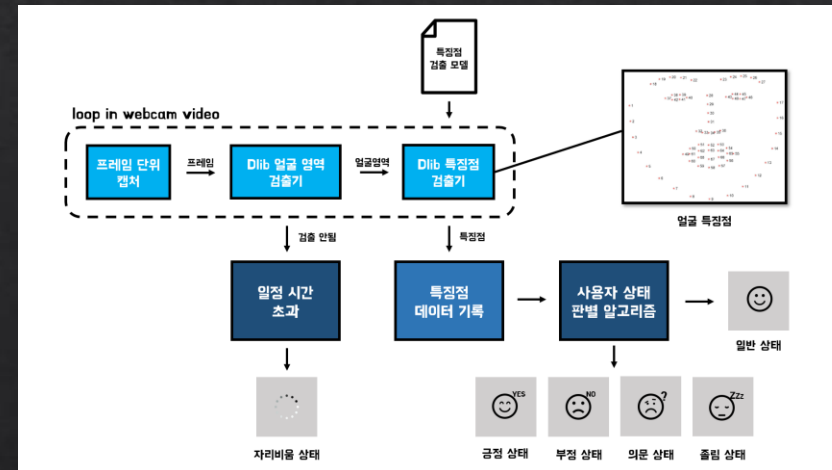 특징점
검출 모델
loop in webcam video
프레임 단위
캡처
프레임
Dlib 얼굴 영역
검출기
얼굴영역
Dlib 특징점
검출기
얼굴 특징점
검출 안됨
특징점
일정 시간
초과
특징점
데이터 기록
사용자 상태
판별 알고리즘
일반 상태
자리비움 상태
YES
긍정 상태
NO
부정 상태
?
의문 상태
Zzz
졸림 상태